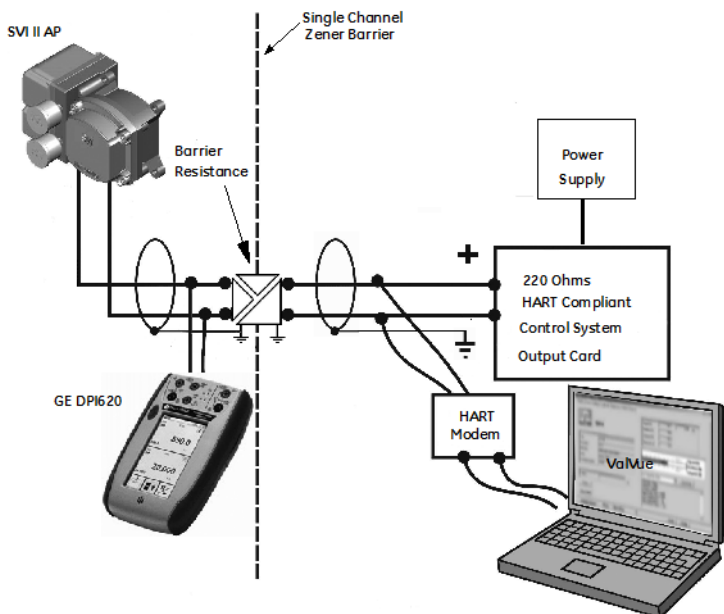 SVI II AP
Single Channel
Zener Barrier
Barrier
Resistance
Power
Supply
+
220 Ohms
HART Compliant
Control System
Output Card
GE DPI620
HART
Modem
ValVue